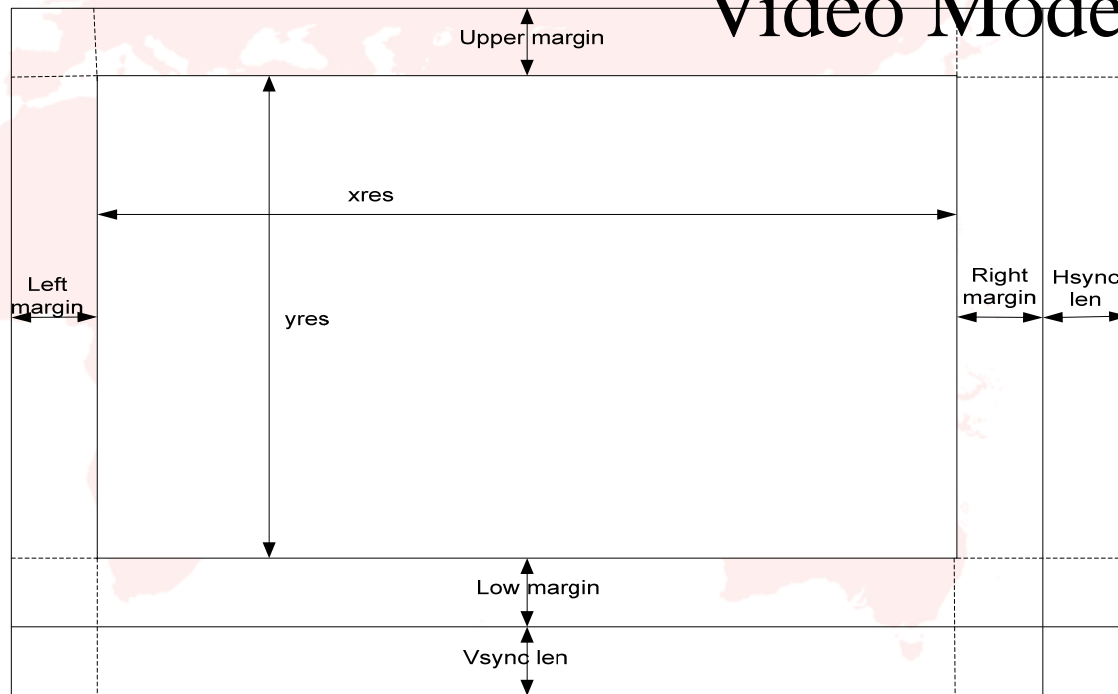 Video Mode
Upper margin
xres
Left
margin
yres
Right
margin
Hsync
len
Low margin
Vsync len